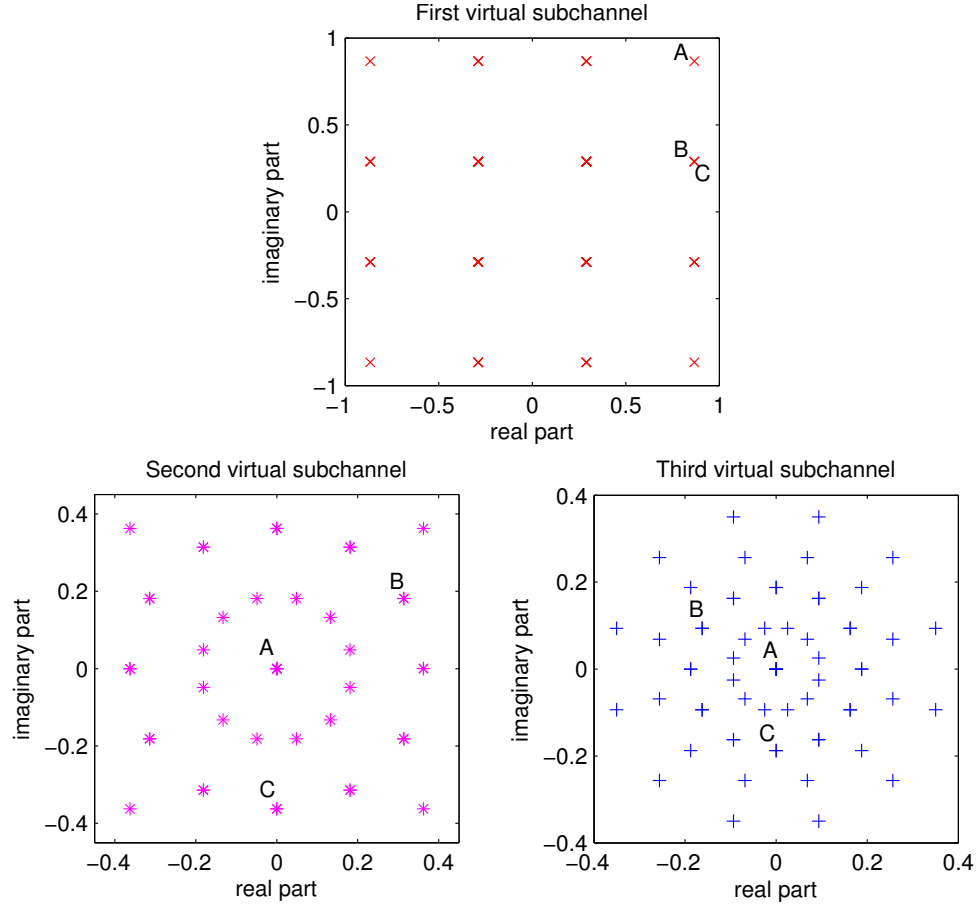 First virtual subchannel
1
0.5
0
−0.5
−1
imaginary part
A
B
C
−1
−0.5
0
0.5
1
real part
Second virtual subchannel
0.4
0.2
0
−0.2
−0.4
imaginary part
B
A
C
−0.4
−0.2
0
0.2
0.4
real part
Third virtual subchannel
0.4
0.2
0
−0.2
−0.4
imaginary part
B
A
C
−0.4
−0.2
0
0.2
0.4
real part